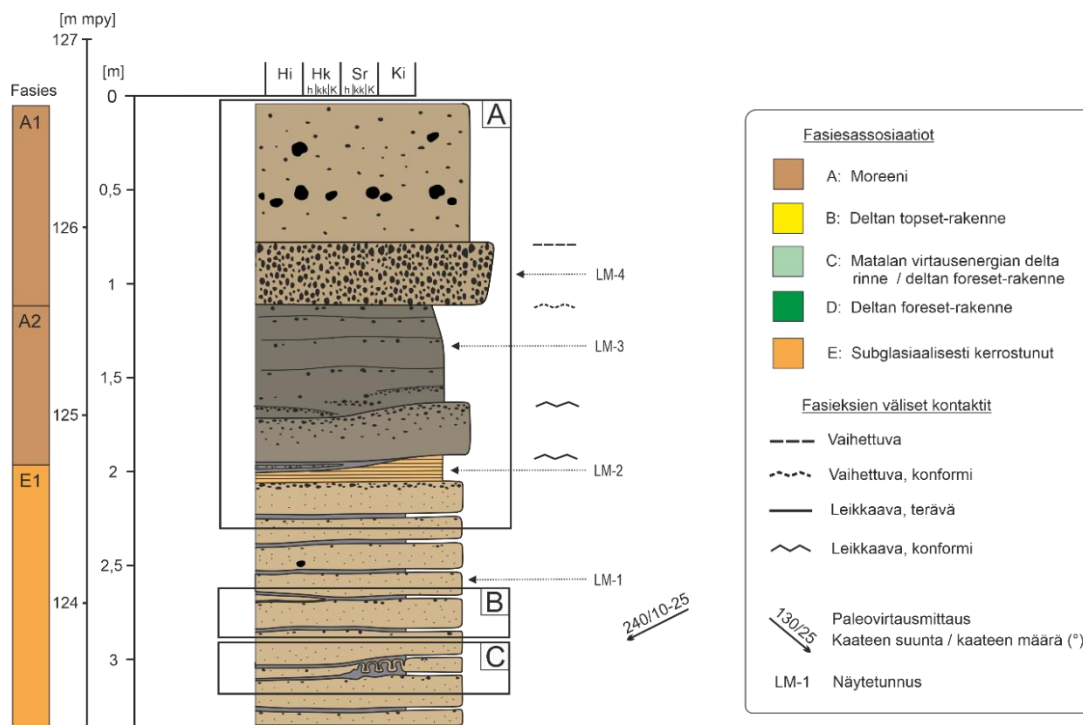 [m mpy]
127
[m]
Fasies
Hi Hk Sr Ki
h kk K h kk K
0
A1
A
0,5
126
LM-4
1
A2
LM-3
1,5
125
E1
2
LM-2
2,5
LM-1
124
B
240/10-25
3
C
Fasiesassosiaatiot
A: Moreeni
B: Deltan topset-rakenne
C: Matalan virtausenergian delta
rinne / deltan foreset-rakenne
D: Deltan foreset-rakenne
E: Subglasiaalisesti kerrostunut
Fasieksien väliset kontaktit
Vaihettuva
Vaihettuva, konformi
Leikkaava, terävä
Leikkaava, konformi
130/25
Paleovirtausmittaus
Kaateen suunta / kaateen määrä (°)
LM-1 Näytetunnus